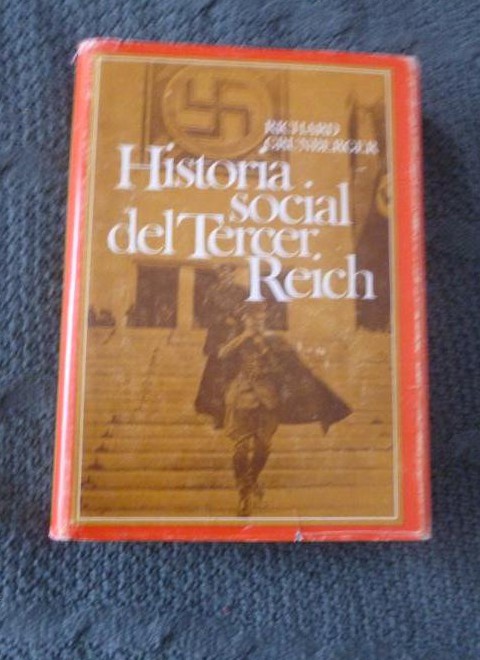 RICHARD
GRUNBERGER
Historia
social
del Tercer
Reich